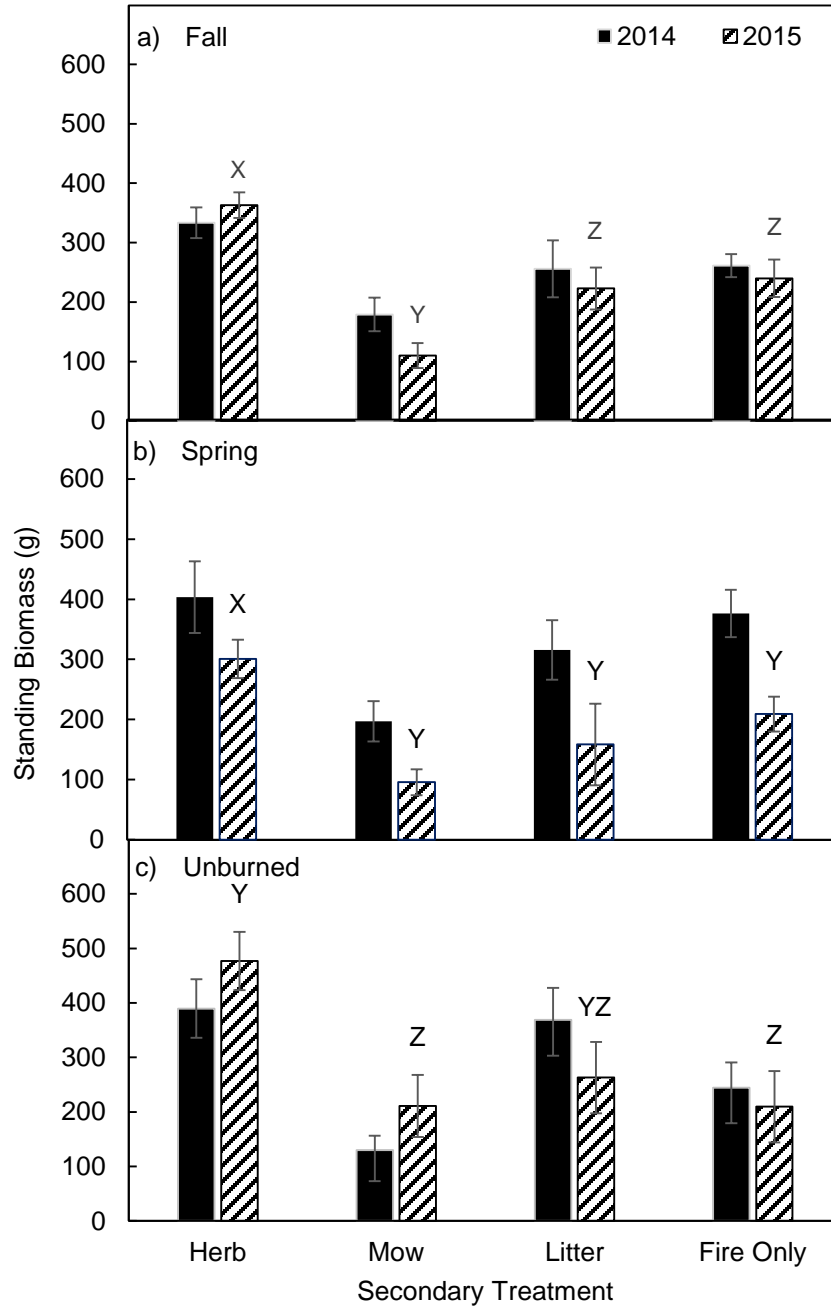 a) Fall
2014 2015
600
500
400
300
200
100
0
X
Y
Z
Z
b) Spring
600
500
400
300
200
100
0
X
Y
Y
Y
c) Unburned
600
500
400
300
200
100
0
Y
Z
YZ
Z
Standing Biomass (g)
Herb Mow Litter Fire Only
Secondary Treatment